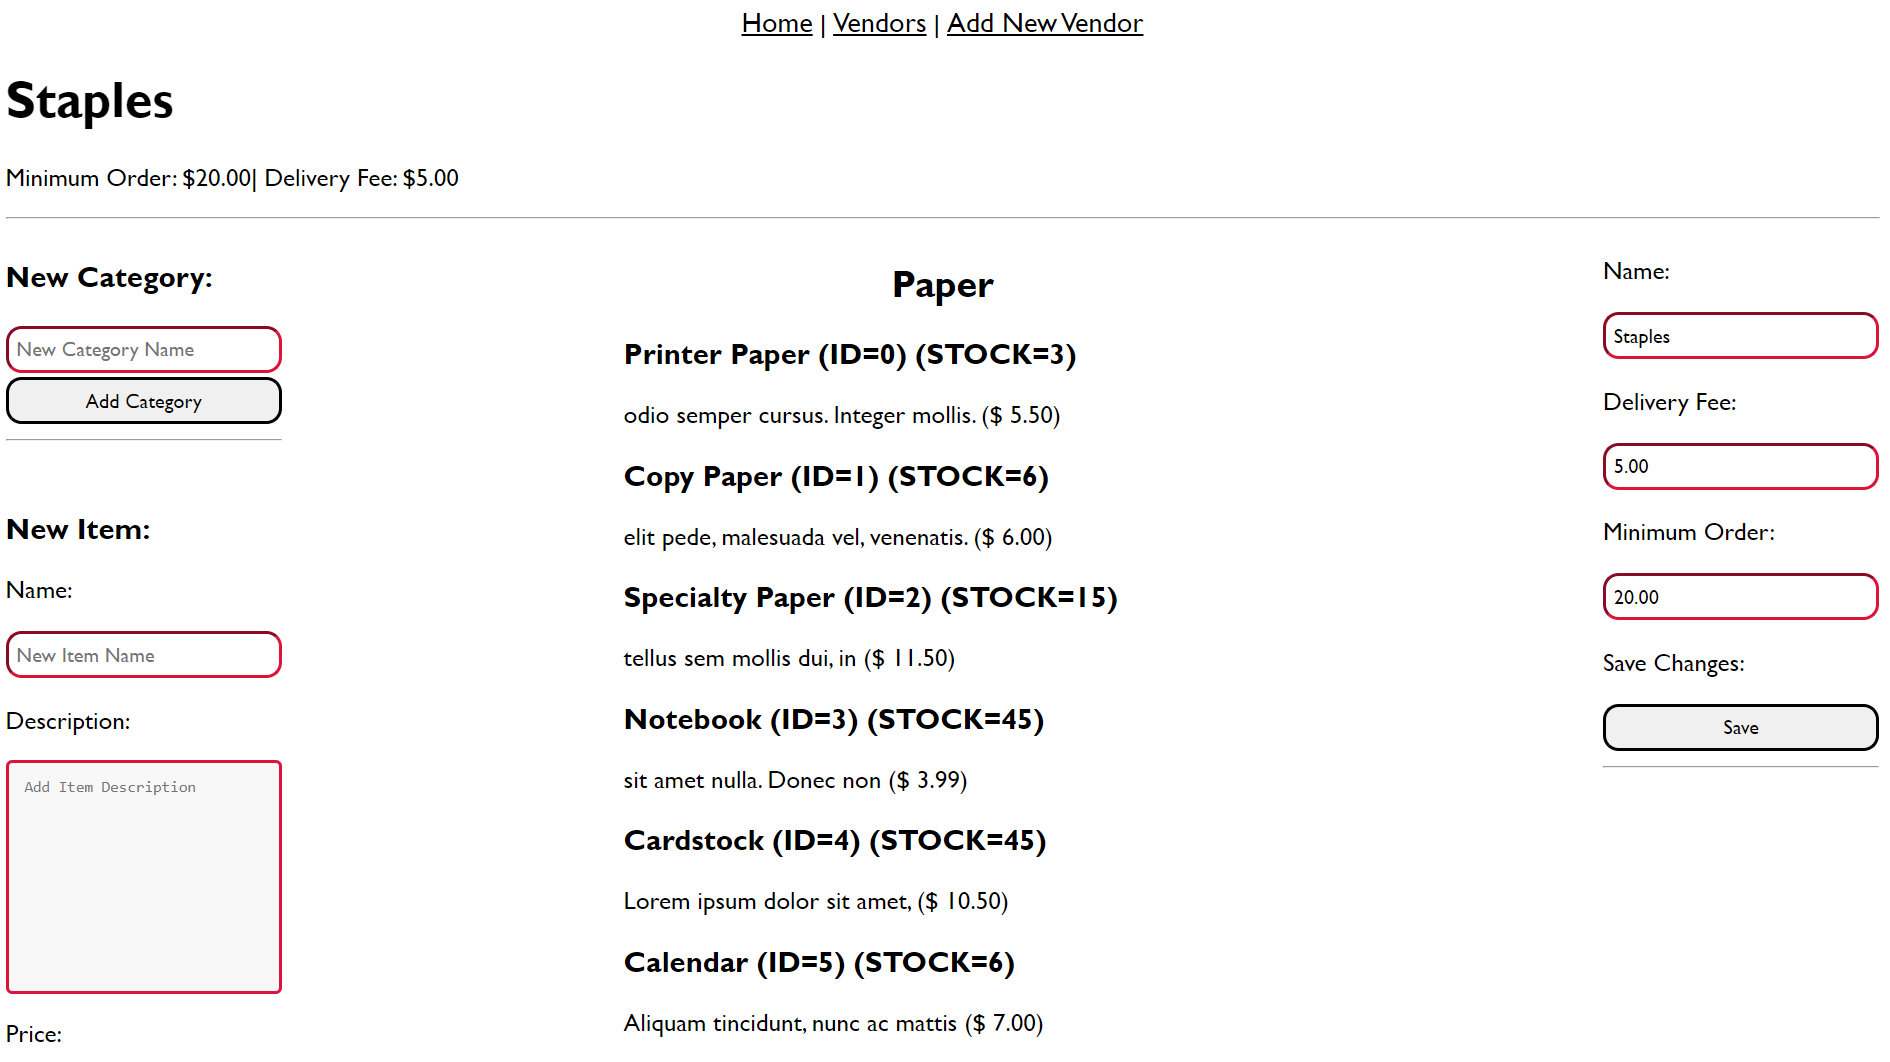 Home | Vendors | Add New Vendor
Staples
Minimum Order: $20.00| Delivery Fee: $5.00
New Category:
New Category Name
Add Category
New Item:
Name:
New Item Name
Description:
Add Item Description
Price:
Paper
Printer Paper (ID=0) (STOCK=3)
odio semper cursus. Integer mollis. ($ 5.50)
Copy Paper (ID=1) (STOCK=6)
elit pede, malesuada vel, venenatis. ($ 6.00)
Specialty Paper (ID=2) (STOCK=15)
tellus sem mollis dui, in ($ 11.50)
Notebook (ID=3) (STOCK=45)
sit amet nulla. Donec non ($ 3.99)
Cardstock (ID=4) (STOCK=45)
Lorem ipsum dolor sit amet, ($ 10.50)
Calendar (ID=5) (STOCK=6)
Aliquam tincidunt, nunc ac mattis ($ 7.00)
Name:
Staples
Delivery Fee:
5.00
Minimum Order:
20.00
Save Changes:
Save